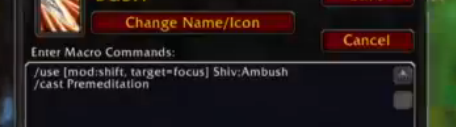 Change Name/Icon
Cancel
Enter Macro Commands:
/use [mod:shift, target=focus] Shiv;Ambush
/cast Premeditation